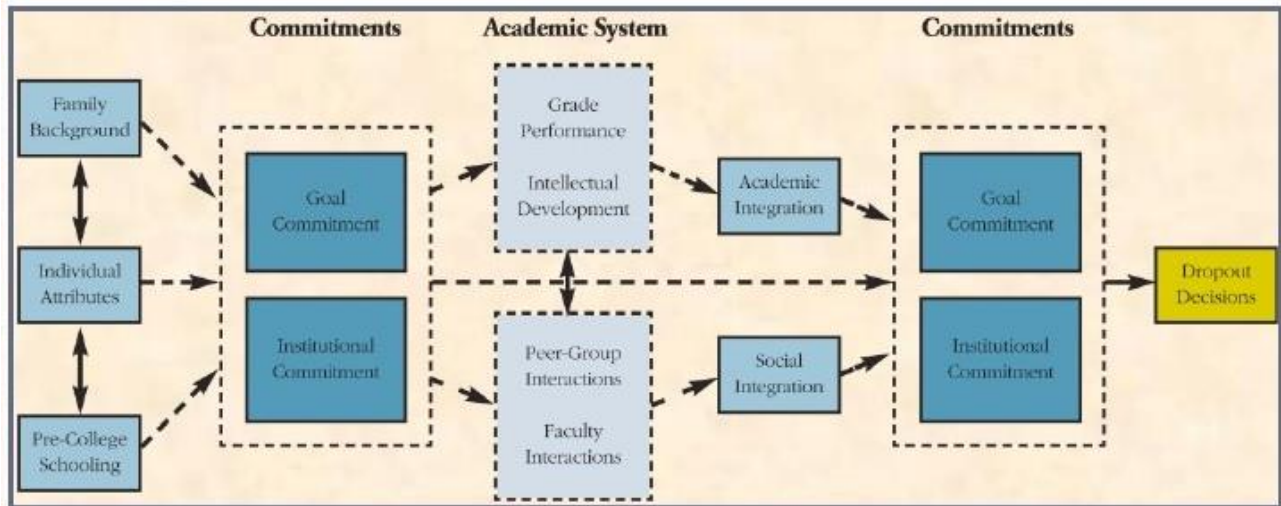 Commitments
Academic System
Commitments
Family
Background
Individual
Attributes
Pre-College
Schooling
Goal
Commitment
Institutional
Commitment
Grade
Performance
Intellectual
Development
Peer-Group
Interactions
Faculty
Interactions
Academic
Integration
Social
Integration
Goal
Commitment
Institutional
Commitment
Dropout
Decisions